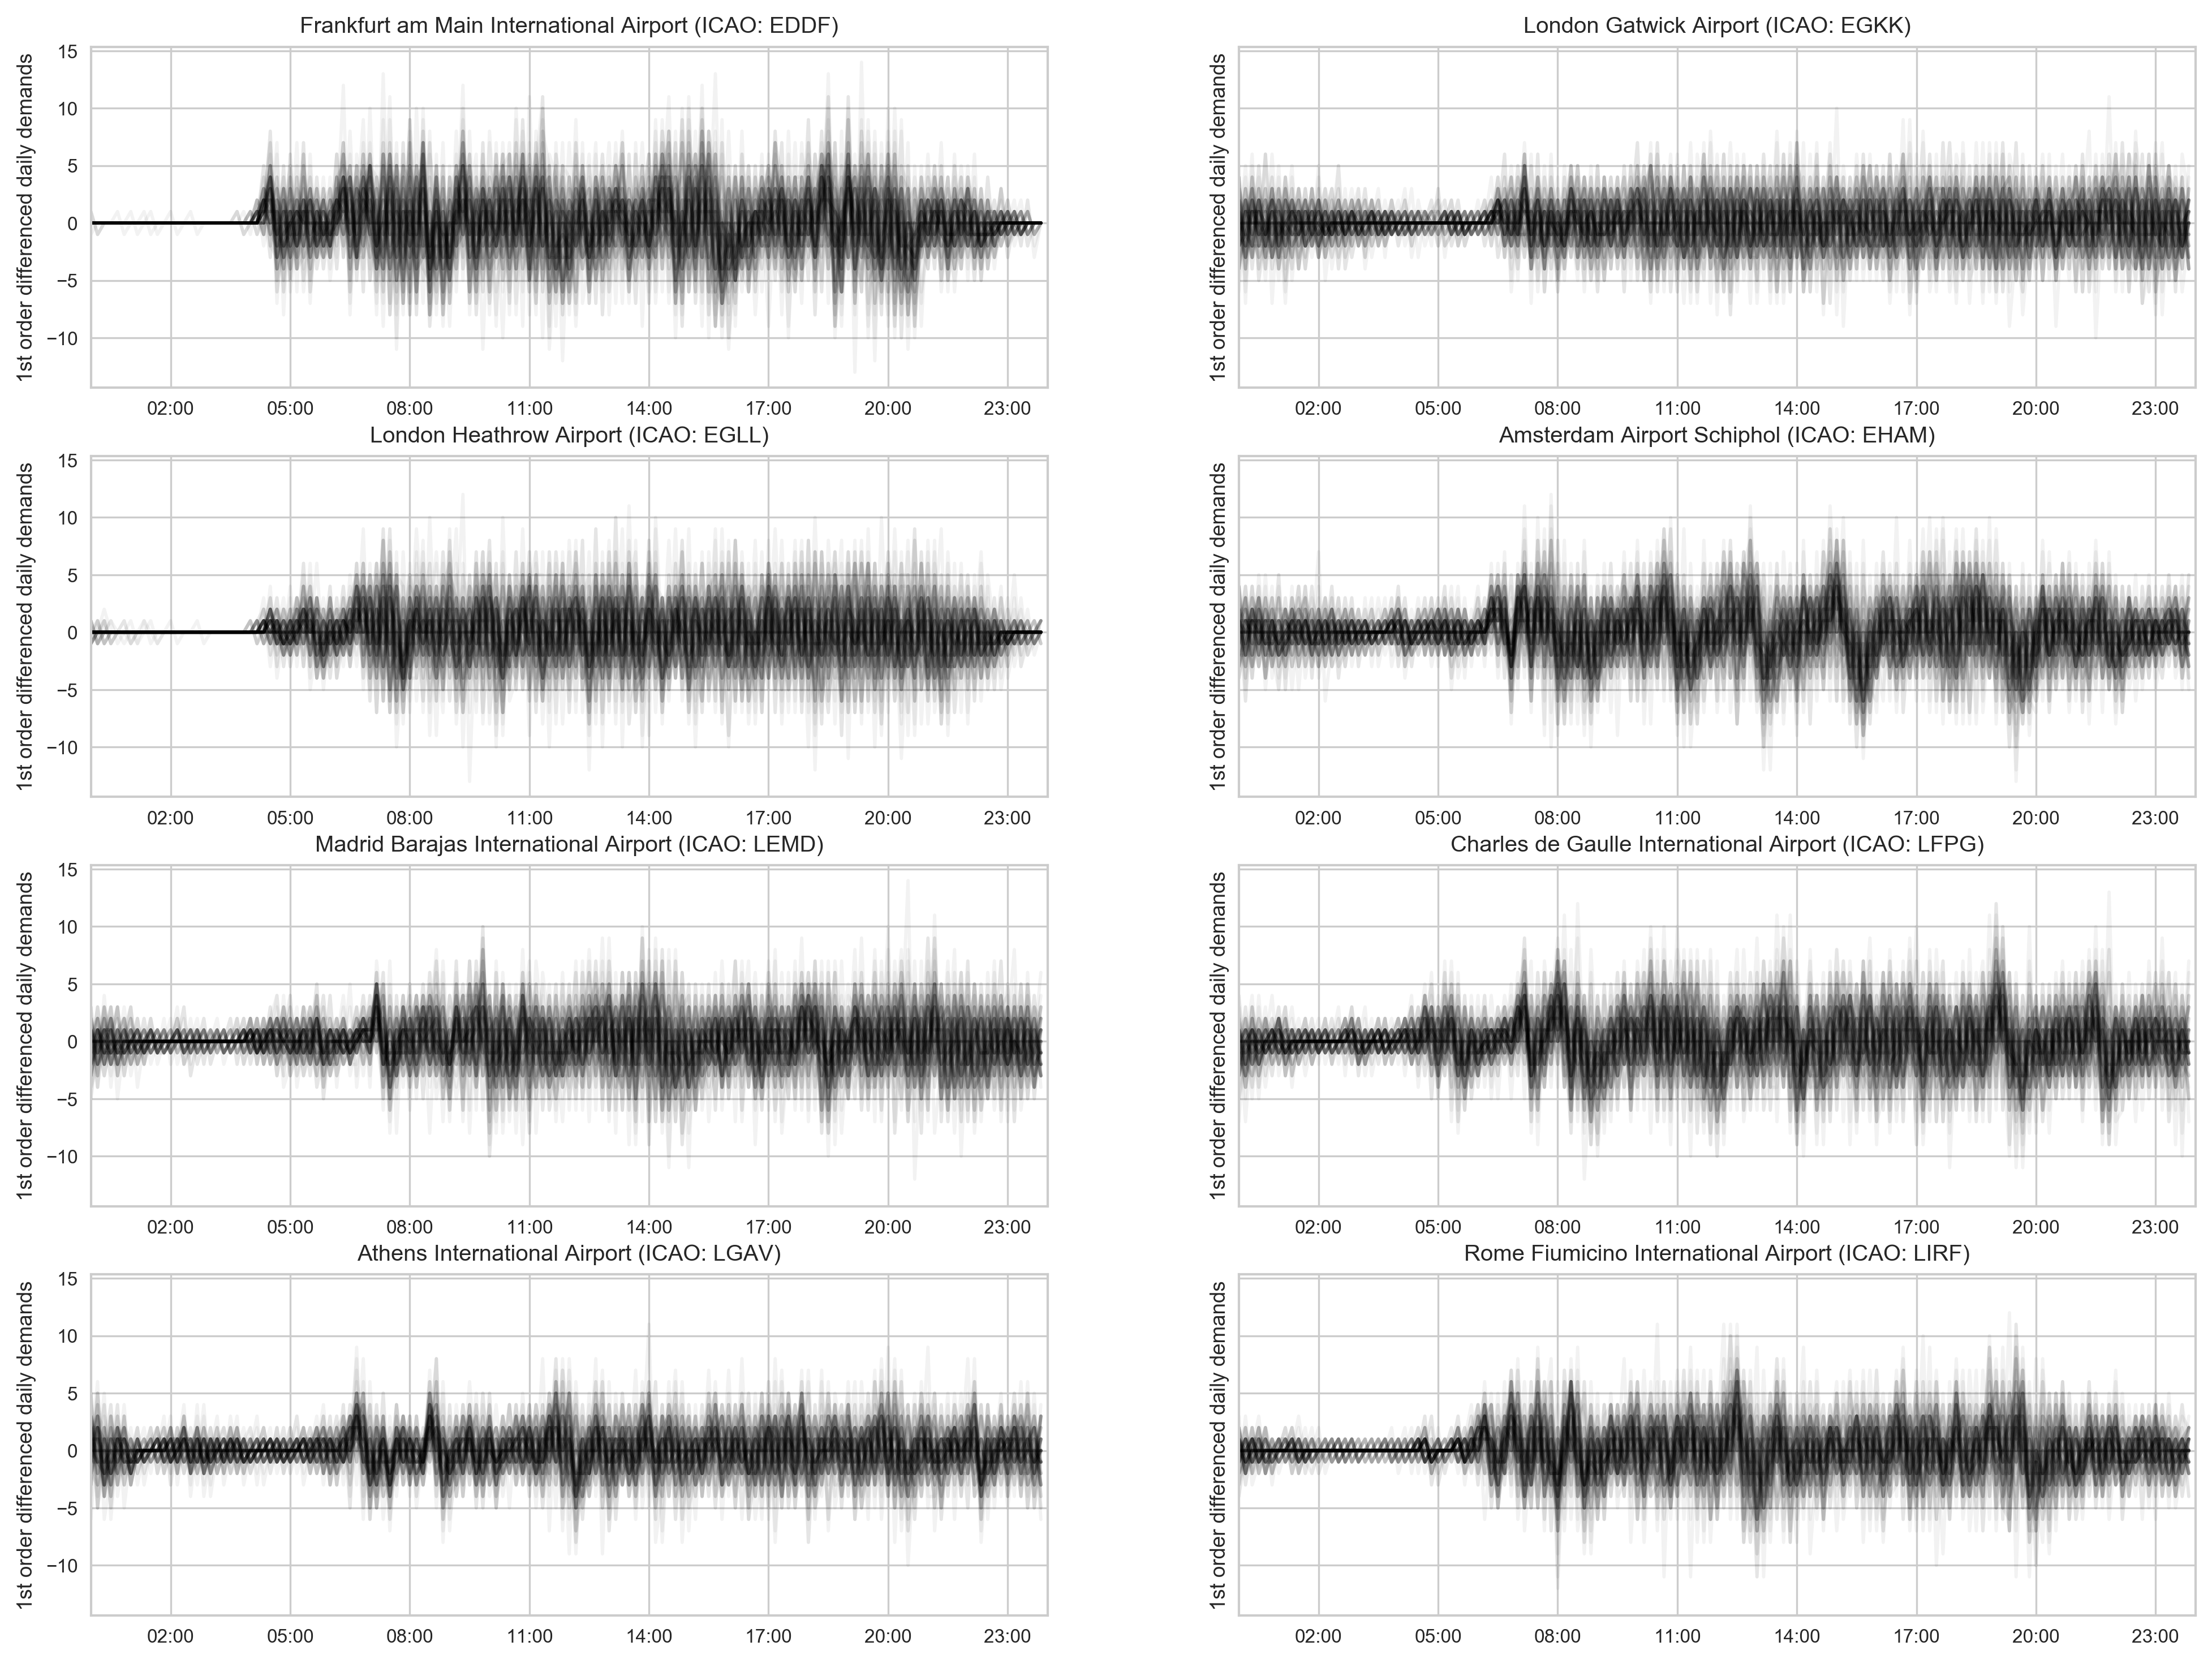 Frankfurt am Main International Airport (ICAO: EDDF)
1st order differenced daily demands
15
10
5
0
−5
−10
02:00 05:00 08:00 11:00 14:00 17:00 20:00 23:00
London Gatwick Airport (ICAO: EGKK)
1st order differenced daily demands
02:00 05:00 08:00 11:00 14:00 17:00 20:00 23:00
London Heathrow Airport (ICAO: EGLL)
1st order differenced daily demands
15
10
5
0
−5
−10
02:00 05:00 08:00 11:00 14:00 17:00 20:00 23:00
Amsterdam Airport Schiphol (ICAO: EHAM)
1st order differenced daily demands
02:00 05:00 08:00 11:00 14:00 17:00 20:00 23:00
Madrid Barajas International Airport (ICAO: LEMD)
1st order differenced daily demands
15
10
5
0
−5
−10
02:00 05:00 08:00 11:00 14:00 17:00 20:00 23:00
Charles de Gaulle International Airport (ICAO: LFPG)
1st order differenced daily demands
02:00 05:00 08:00 11:00 14:00 17:00 20:00 23:00
Athens International Airport (ICAO: LGAV)
1st order differenced daily demands
15
10
5
0
−5
−10
02:00 05:00 08:00 11:00 14:00 17:00 20:00 23:00
Rome Fiumicino International Airport (ICAO: LIRF)
1st order differenced daily demands
02:00 05:00 08:00 11:00 14:00 17:00 20:00 23:00